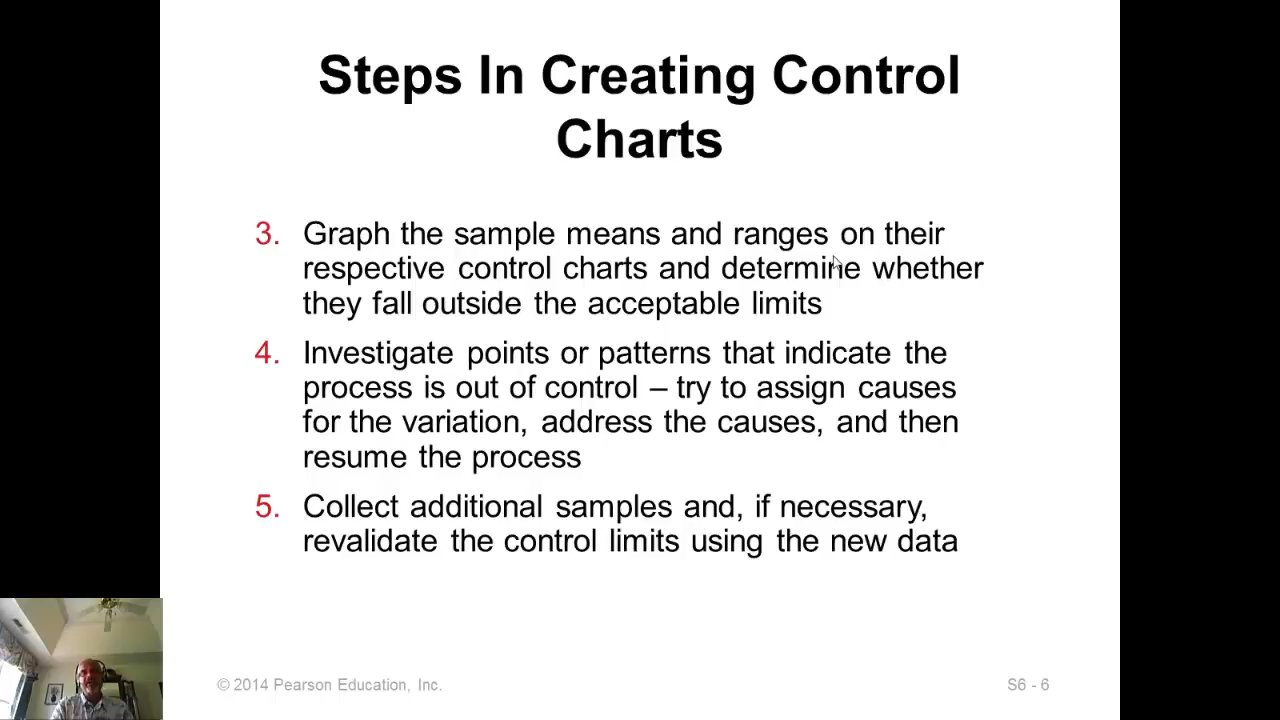 Steps In Creating Control
Charts
3. Graph the sample means and ranges on their
respective control charts and determine whether
they fall outside the acceptable limits
4. Investigate points or patterns that indicate the
process is out of control – try to assign causes
for the variation, address the causes, and then
resume the process
5. Collect additional samples and, if necessary,
revalidate the control limits using the new data
© 2014 Pearson Education, Inc.
S6 - 6